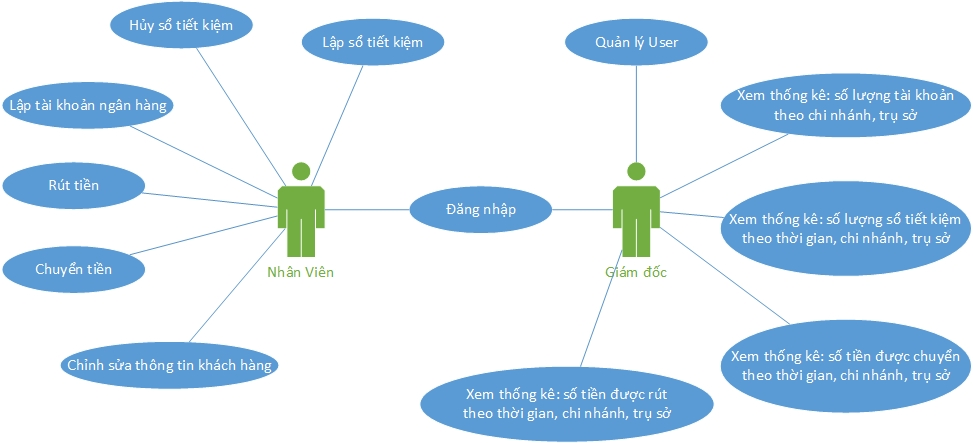 Hủy sổ tiết kiệm
Lập sổ tiết kiệm
Quản lý User
Lập tài khoản ngân hàng
Xem thống kê: số lượng tài khoản
theo chi nhánh, trụ sở
Rút tiền
Đăng nhập
Xem thống kê: số lượng sổ tiết kiệm
theo thời gian, chi nhánh, trụ sở
Chuyển tiền
Nhân Viên
Giám đốc
Chỉnh sửa thông tin khách hàng
Xem thống kê: số tiền được chuyển
theo thời gian, chi nhánh, trụ sở
Xem thống kê: số tiền được rút
theo thời gian, chi nhánh, trụ sở